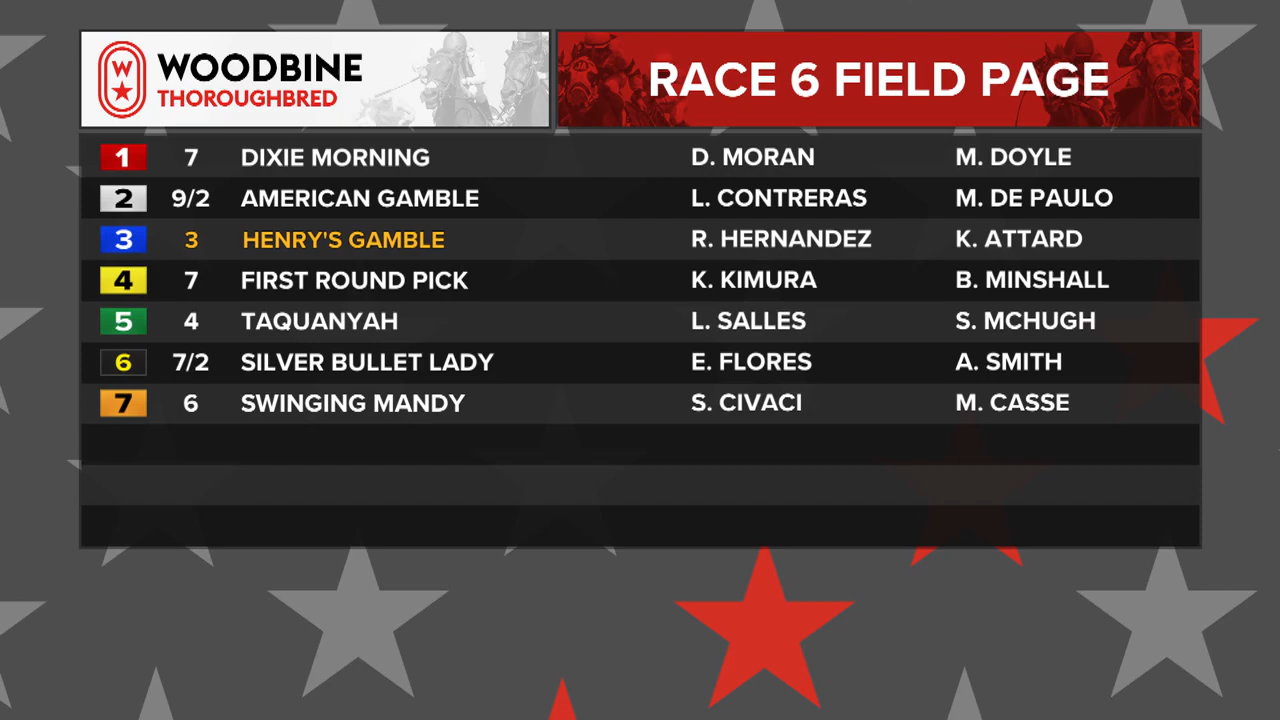 W
WOODBINE
THOROUGHBRED
RACE 6 FIELD PAGE
1 7 DIXIE MORNING D. MORAN M. DOYLE
2 9/2 AMERICAN GAMBLE L. CONTRERAS M. DE PAULO
3 3 HENRY'S GAMBLE R. HERNANDEZ K. ATTARD
4 7 FIRST ROUND PICK K. KIMURA B. MINSHALL
5 4 TAQUANYAH L. SALLES S. MCHUGH
6 7/2 SILVER BULLET LADY E. FLORES A. SMITH
7 6 SWINGING MANDY S. CIVACI M. CASSE